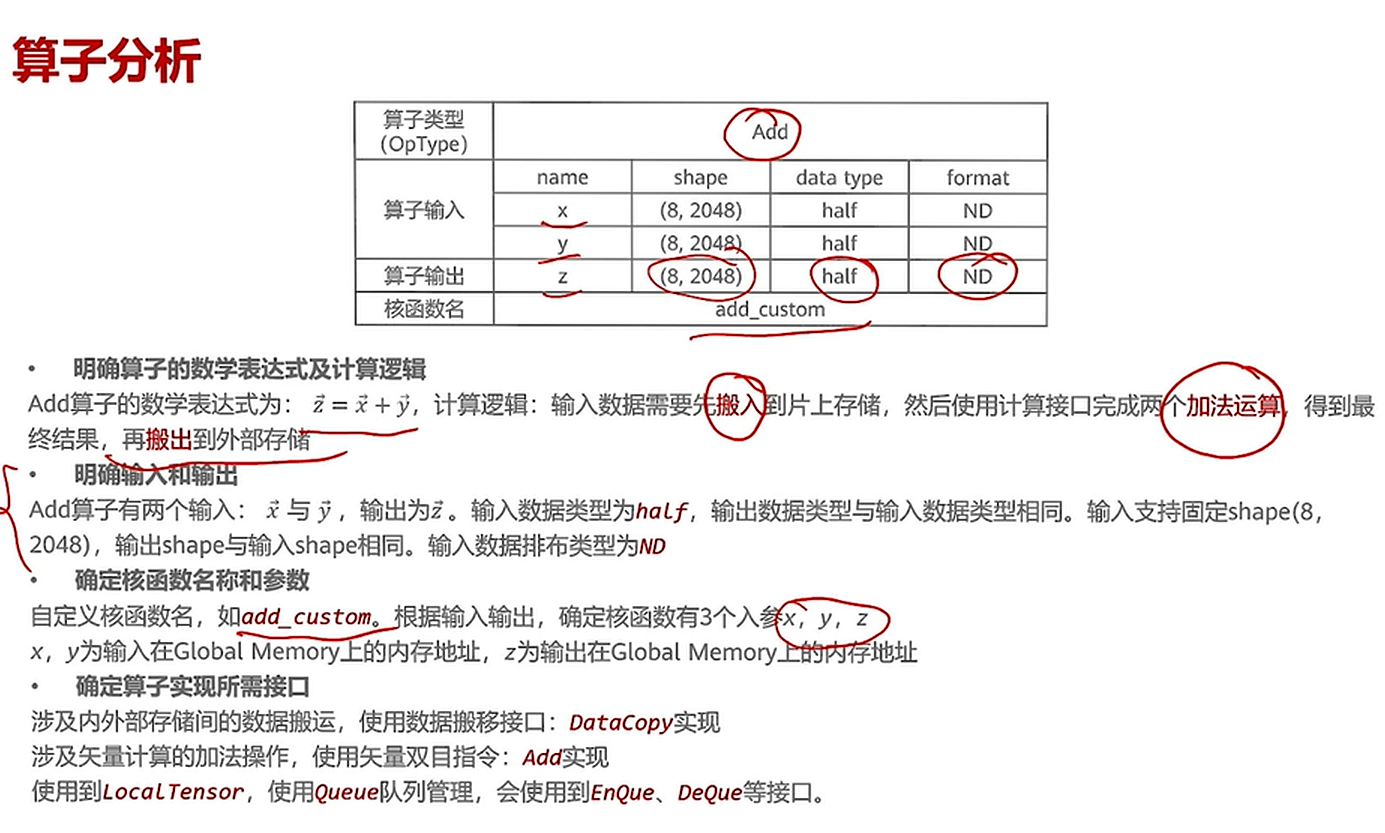 算子分析
算子类型
(OpType)
Add
算子输入
name shape data type format
x (8, 2048) half ND
y (8, 2048) half ND
算子输出 z (8, 2048) half ND
核函数名 add_custom
• 明确算子的数学表达式及计算逻辑
Add算子的数学表达式为： z⃗ = x⃗ + y⃗，计算逻辑：输入数据需要先搬入到片上存储，然后使用计算接口完成两个加法运算，得到最
终结果，再搬出到外部存储
• 明确输入和输出
Add算子有两个输入： x⃗ 与 y⃗ ，输出为z⃗ 。输入数据类型为half，输出数据类型与输入数据类型相同。输入支持固定shape(8,
2048)，输出shape与输入shape相同。输入数据排布类型为ND
• 确定核函数名称和参数
自定义核函数名，如add_custom。根据输入输出，确定核函数有3个入参x，y，z
x，y为输入在Global Memory上的内存地址，z为输出在Global Memory上的内存地址
• 确定算子实现所需接口
涉及内外部存储间的数据搬运，使用数据搬移接口：DataCopy实现
涉及矢量计算的加法操作，使用矢量双目指令：Add实现
使用到LocalTensor，使用Queue队列管理，会使用到EnQue、DeQue等接口。